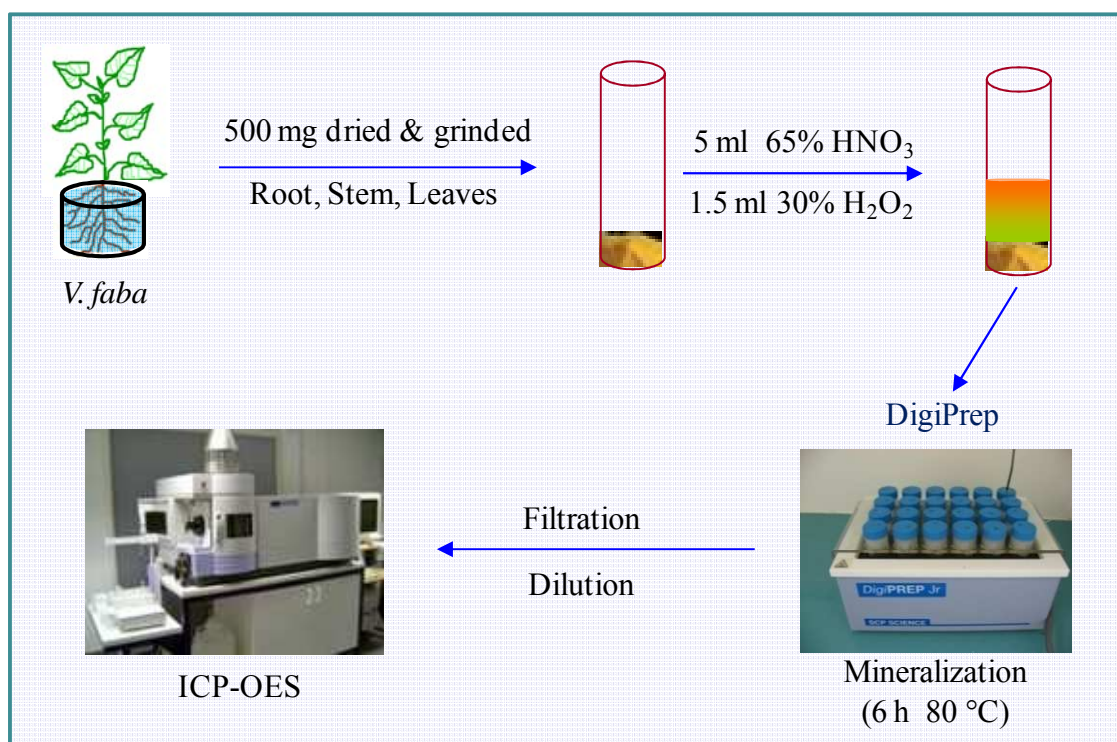 500 mg dried & grinded
Root, Stem, Leaves
V. faba
5 ml 65% HNO₃
1.5 ml 30% H₂O₂
DigiPrep
DigiPREP Jr
SCP SCIENCE
Mineralization
(6 h 80 °C)
Filtration
Dilution
ICP-OES